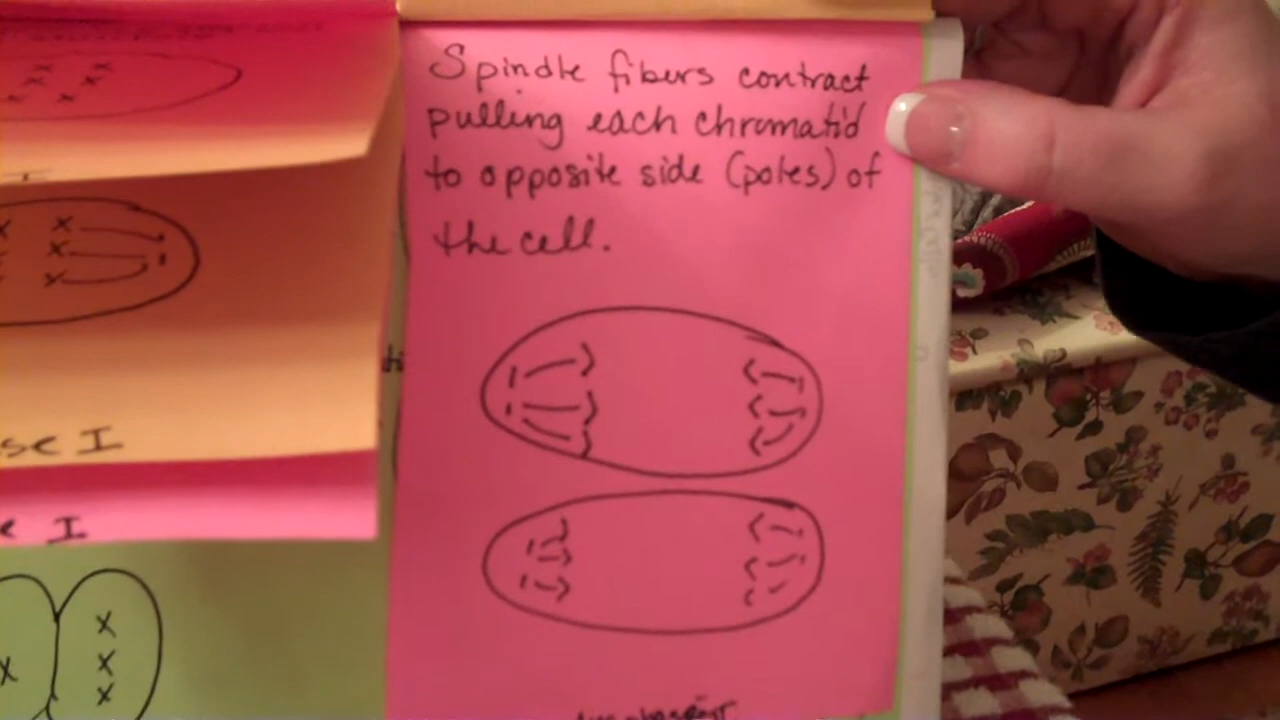 Spindle fibers contract
pulling each chromatid
to opposite side (poles) of
the cell.
se I
e I